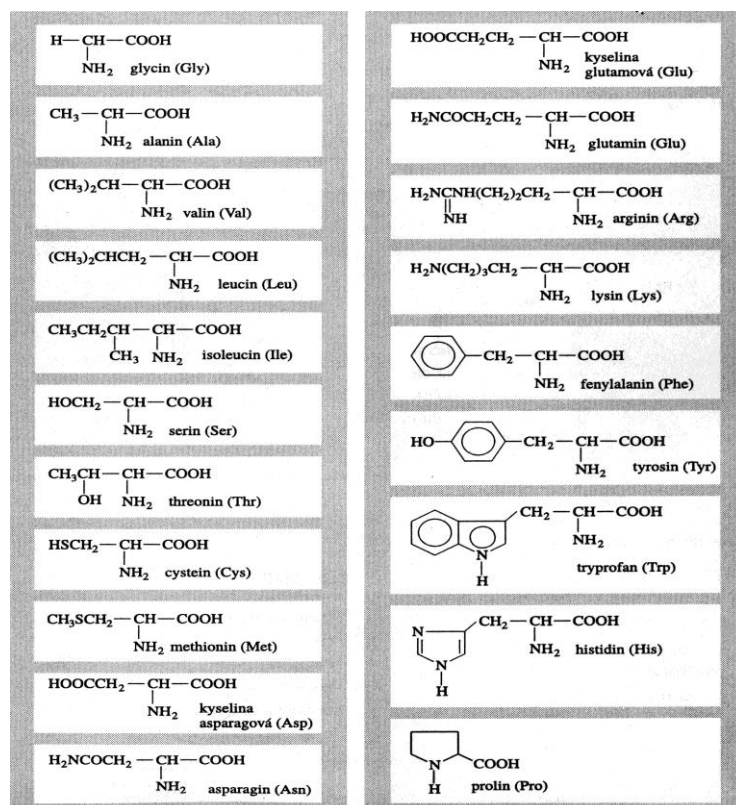 H—CH—COOH
NH2 glycin (Gly)
CH3—CH—COOH
NH2 alanin (Ala)
(CH3)2CH—CH—COOH
NH2 valin (Val)
(CH3)2CHCH2—CH—COOH
NH2 leucin (Leu)
CH3CH2CH—CH—COOH
CH3 NH2 isoleucin (Ile)
HOCH2—CH—COOH
NH2 serin (Ser)
CH3CH—CH—COOH
OH NH2 threonin (Thr)
HSCH2—CH—COOH
NH2 cystein (Cys)
CH3SCH2—CH—COOH
NH2 methionin (Met)
HOOCCH2—CH—COOH
NH2 kyselina
asparagová (Asp)
H2NCOCH2—CH—COOH
NH2 asparagin (Asn)
HOOCCH2CH2—CH—COOH
NH2 kyselina
glutamová (Glu)
H2NCOCH2CH2—CH—COOH
NH2 glutamin (Glu)
H2NCNH(CH2)2CH2—CH—COOH
NH NH2 arginin (Arg)
H2N(CH2)3CH2—CH—COOH
NH2 lysin (Lys)
CH2—CH—COOH
NH2 fenylalanin (Phe)
HO CH2—CH—COOH
NH2 tyrosin (Tyr)
CH2—CH—COOH
NH2
N
H tryprofan (Trp)
CH2—CH—COOH
N NH2 histidin (His)
N
H
COOH
N
H prolin (Pro)